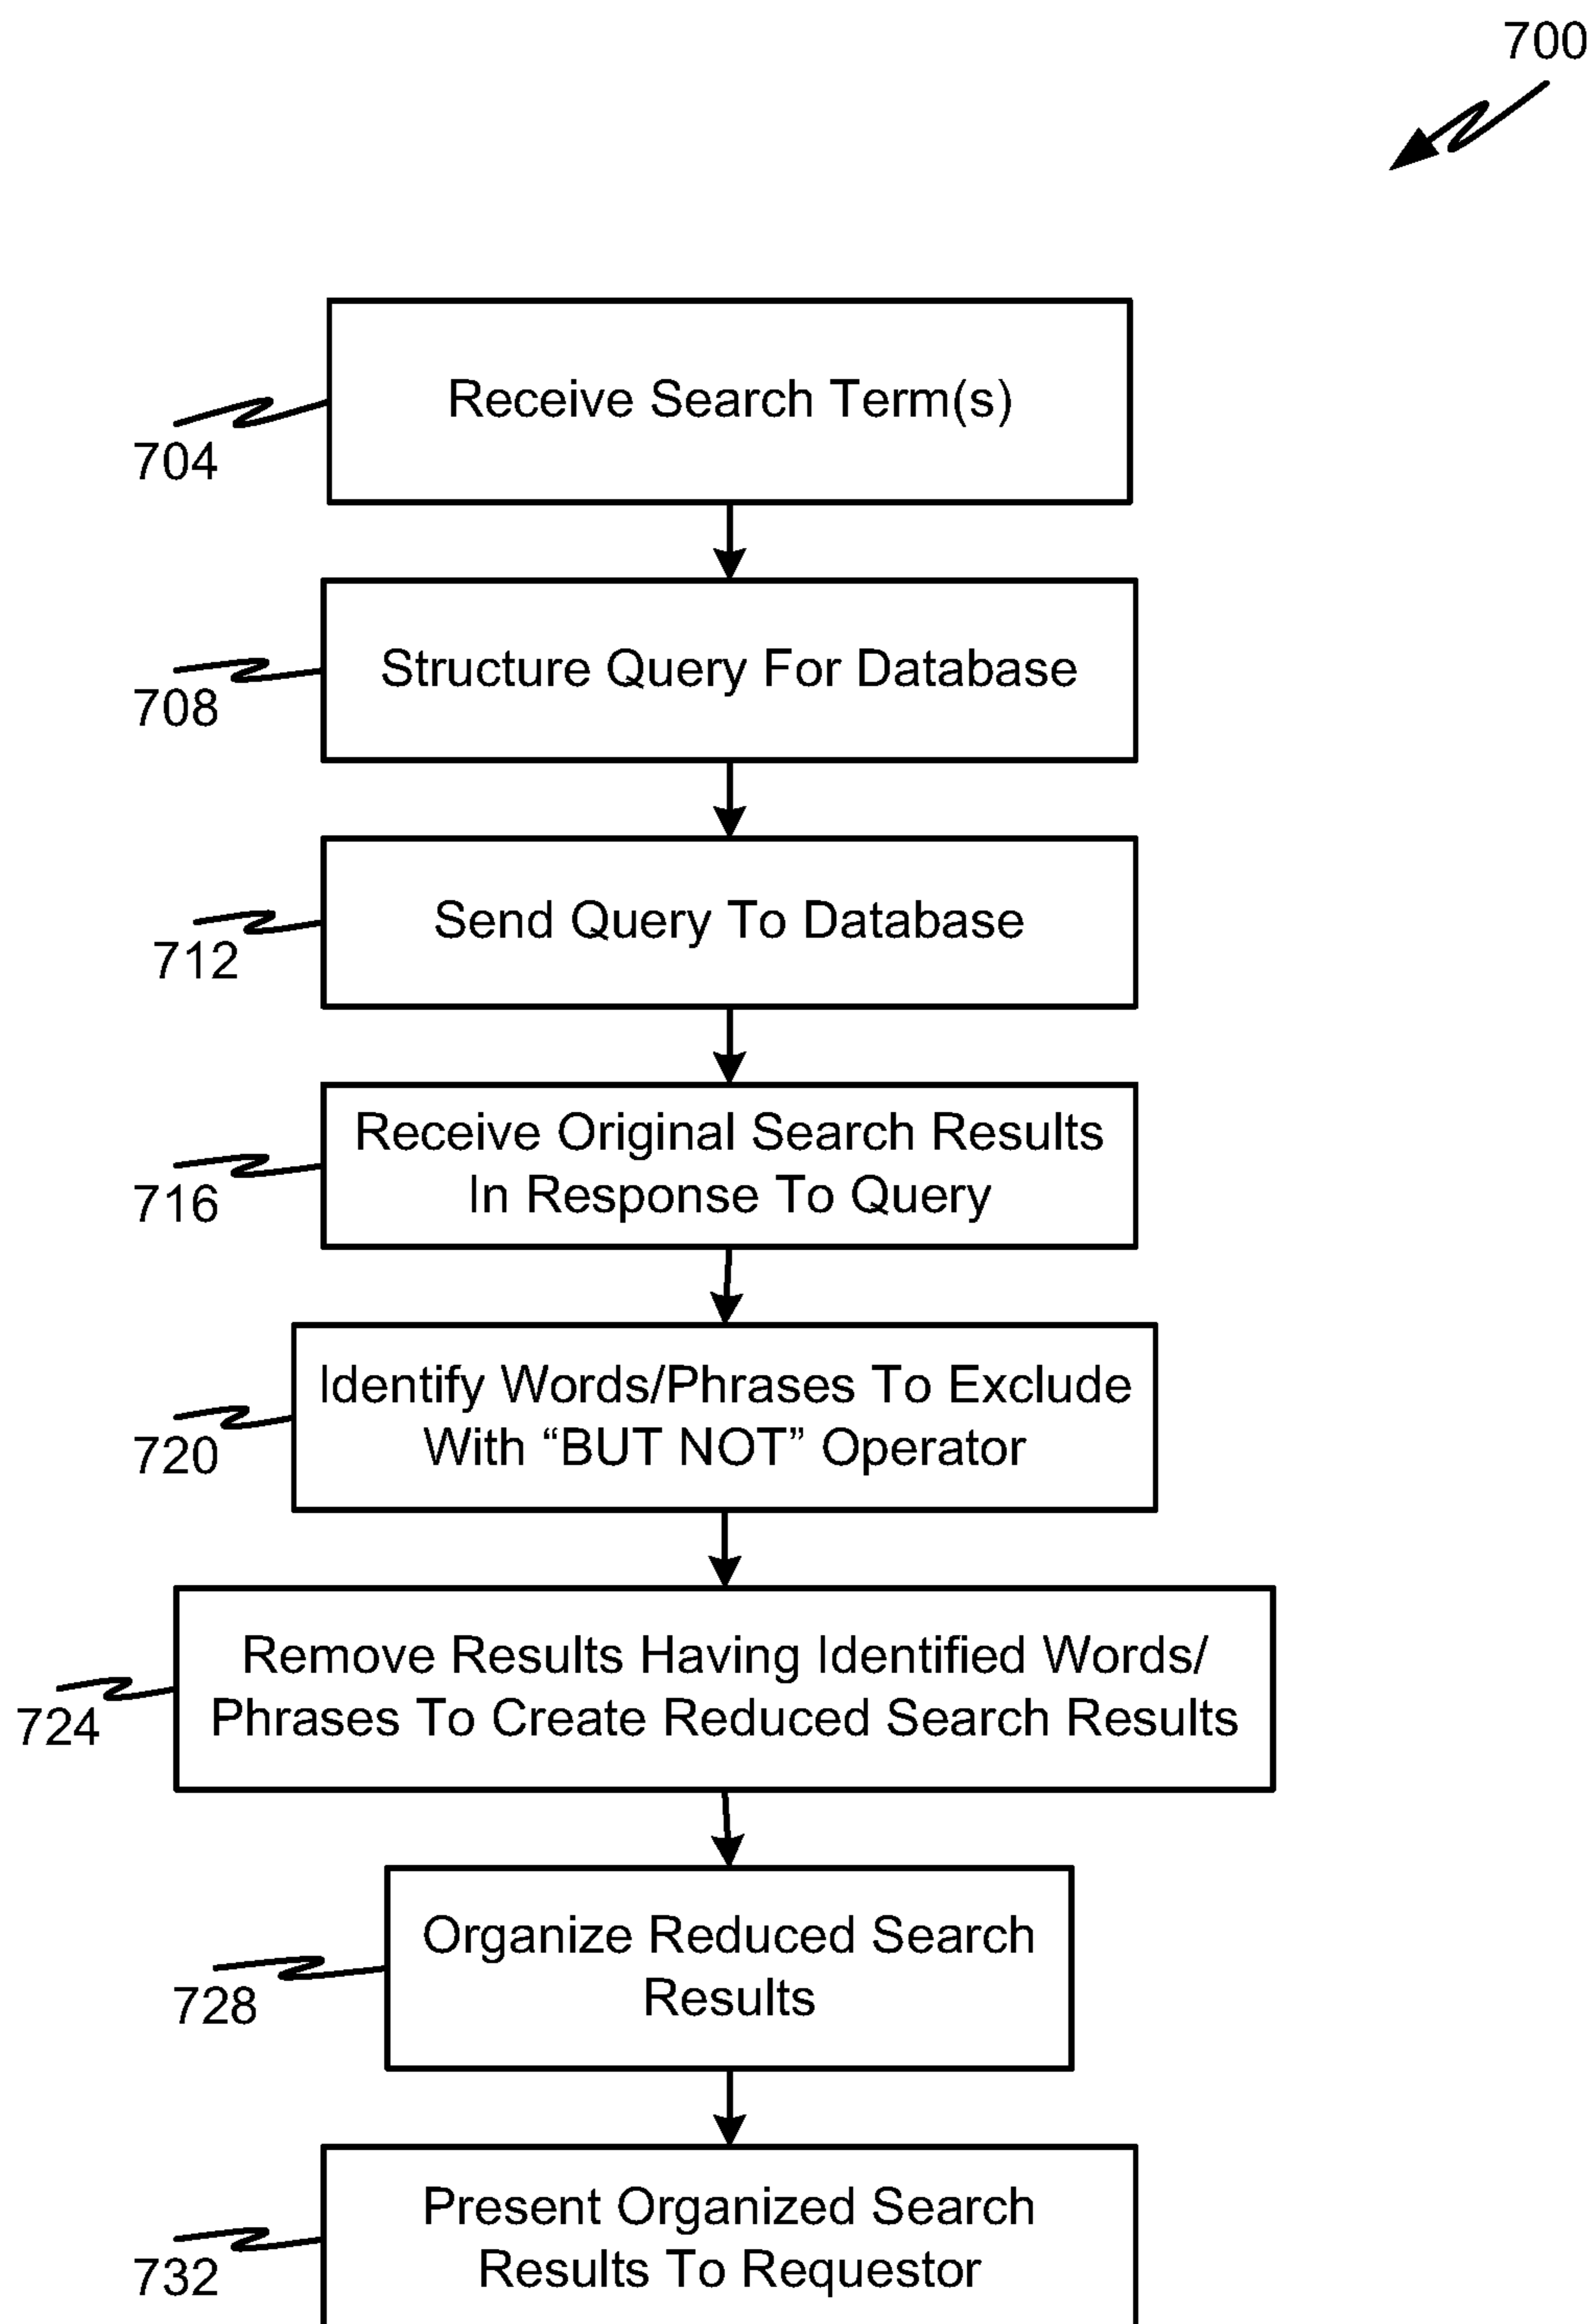 700
Receive Search Term(s)
704
Structure Query For Database
708
Send Query To Database
712
Receive Original Search Results
In Response To Query
716
Identify Words/Phrases To Exclude
With “BUT NOT” Operator
720
Remove Results Having Identified Words/
Phrases To Create Reduced Search Results
724
Organize Reduced Search
Results
728
Present Organized Search
Results To Requestor
732